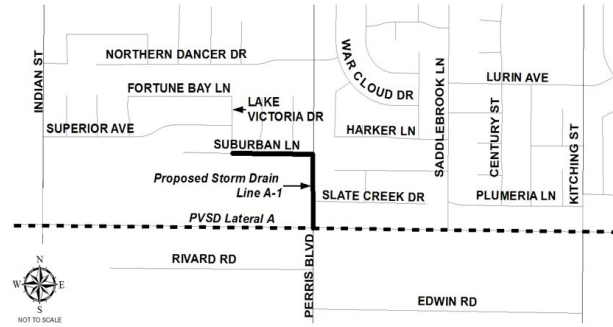 NORTHERN DANCER DR
WAR CLOUD DR
SADDLEBROOK LN
LURIN AVE
INDIAN ST
FORTUNE BAY LN
LAKE
VICTORIA DR
CENTURY ST
KITCHING ST
SUPERIOR AVE
HARKER LN
SUBURBAN LN
Proposed Storm Drain
Line A-1
SLATE CREEK DR
PLUMERIA LN
PVSD Lateral A
PERRIS BLVD
RIVARD RD
EDWIN RD
N
W
E
S
NOT TO SCALE